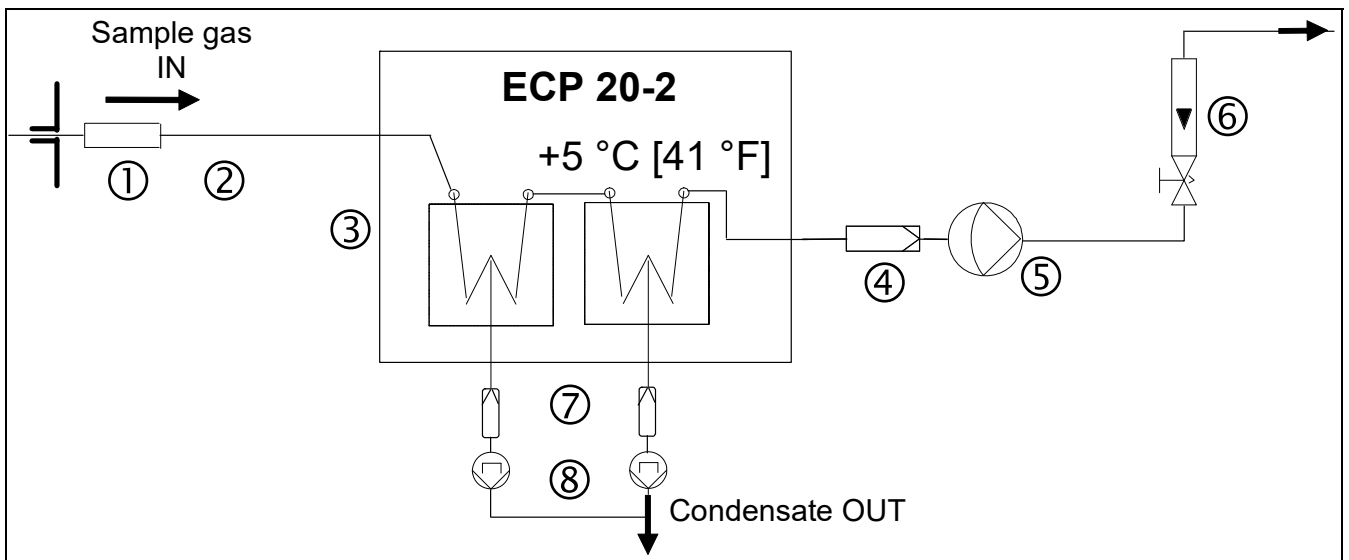 Sample gas
IN
ECP 20-2
+5 °C [41 °F]
①
②
③
④
⑤
⑥
⑦
⑧
Condensate OUT